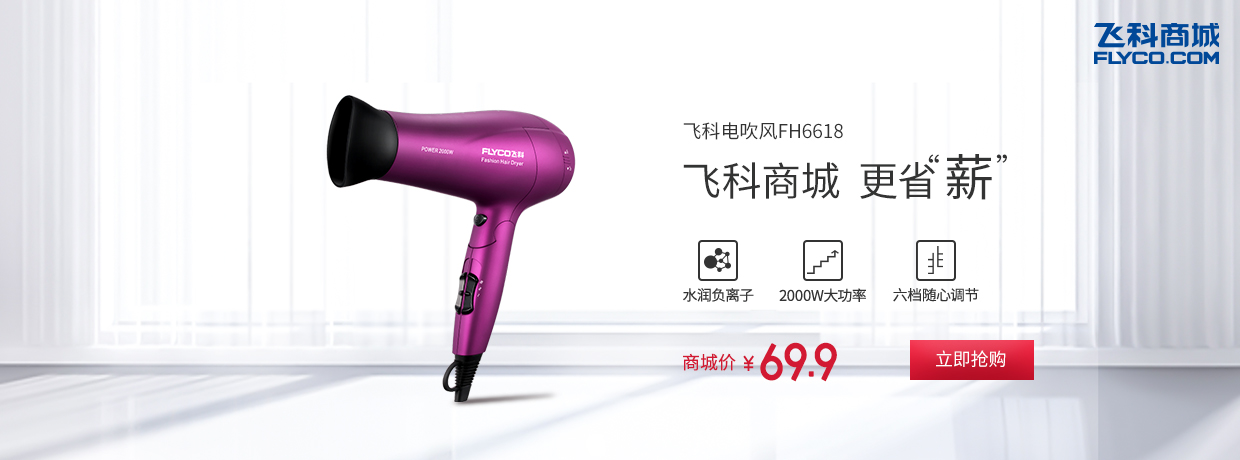 飞科商城
FLYCO.COM
飞科电吹风FH6618
飞科商城 更省“薪”
POWER 2000W
FLYCO飞科
Fashion Hair Dryer
水润负离子 2000W大功率 六档随心调节
商城价 ¥69.9 立即抢购